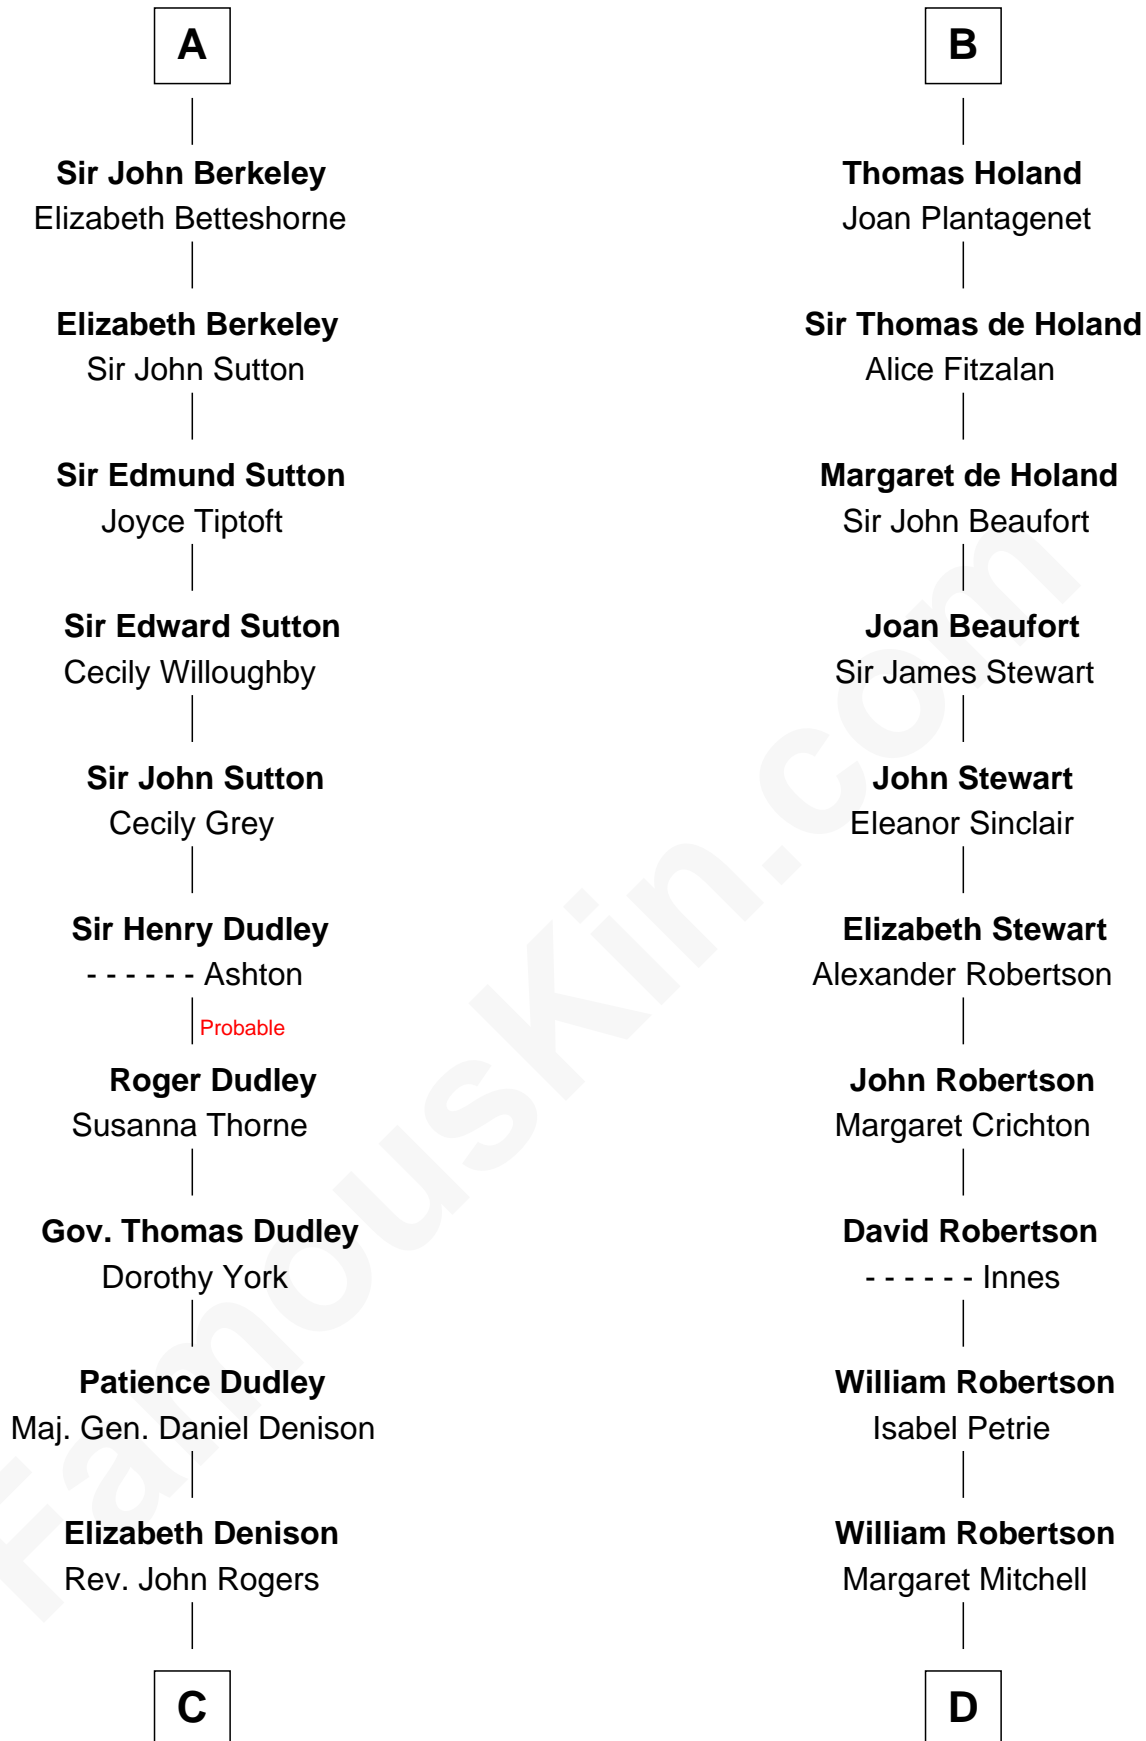 A
Sir John Berkeley
Elizabeth Betteshorne
Elizabeth Berkeley
Sir John Sutton
Sir Edmund Sutton
Joyce Tiptoft
Sir Edward Sutton
Cecily Willoughby
Sir John Sutton
Cecily Grey
Sir Henry Dudley
- - - - - - Ashton
Probable
Roger Dudley
Susanna Thorne
Gov. Thomas Dudley
Dorothy York
Patience Dudley
Maj. Gen. Daniel Denison
Elizabeth Denison
Rev. John Rogers
C
B
Thomas Holand
Joan Plantagenet
Sir Thomas de Holand
Alice Fitzalan
Margaret de Holand
Sir John Beaufort
Joan Beaufort
Sir James Stewart
John Stewart
Eleanor Sinclair
Elizabeth Stewart
Alexander Robertson
John Robertson
Margaret Crichton
David Robertson
- - - - - - Innes
William Robertson
Isabel Petrie
William Robertson
Margaret Mitchell
D
FamousKin.com